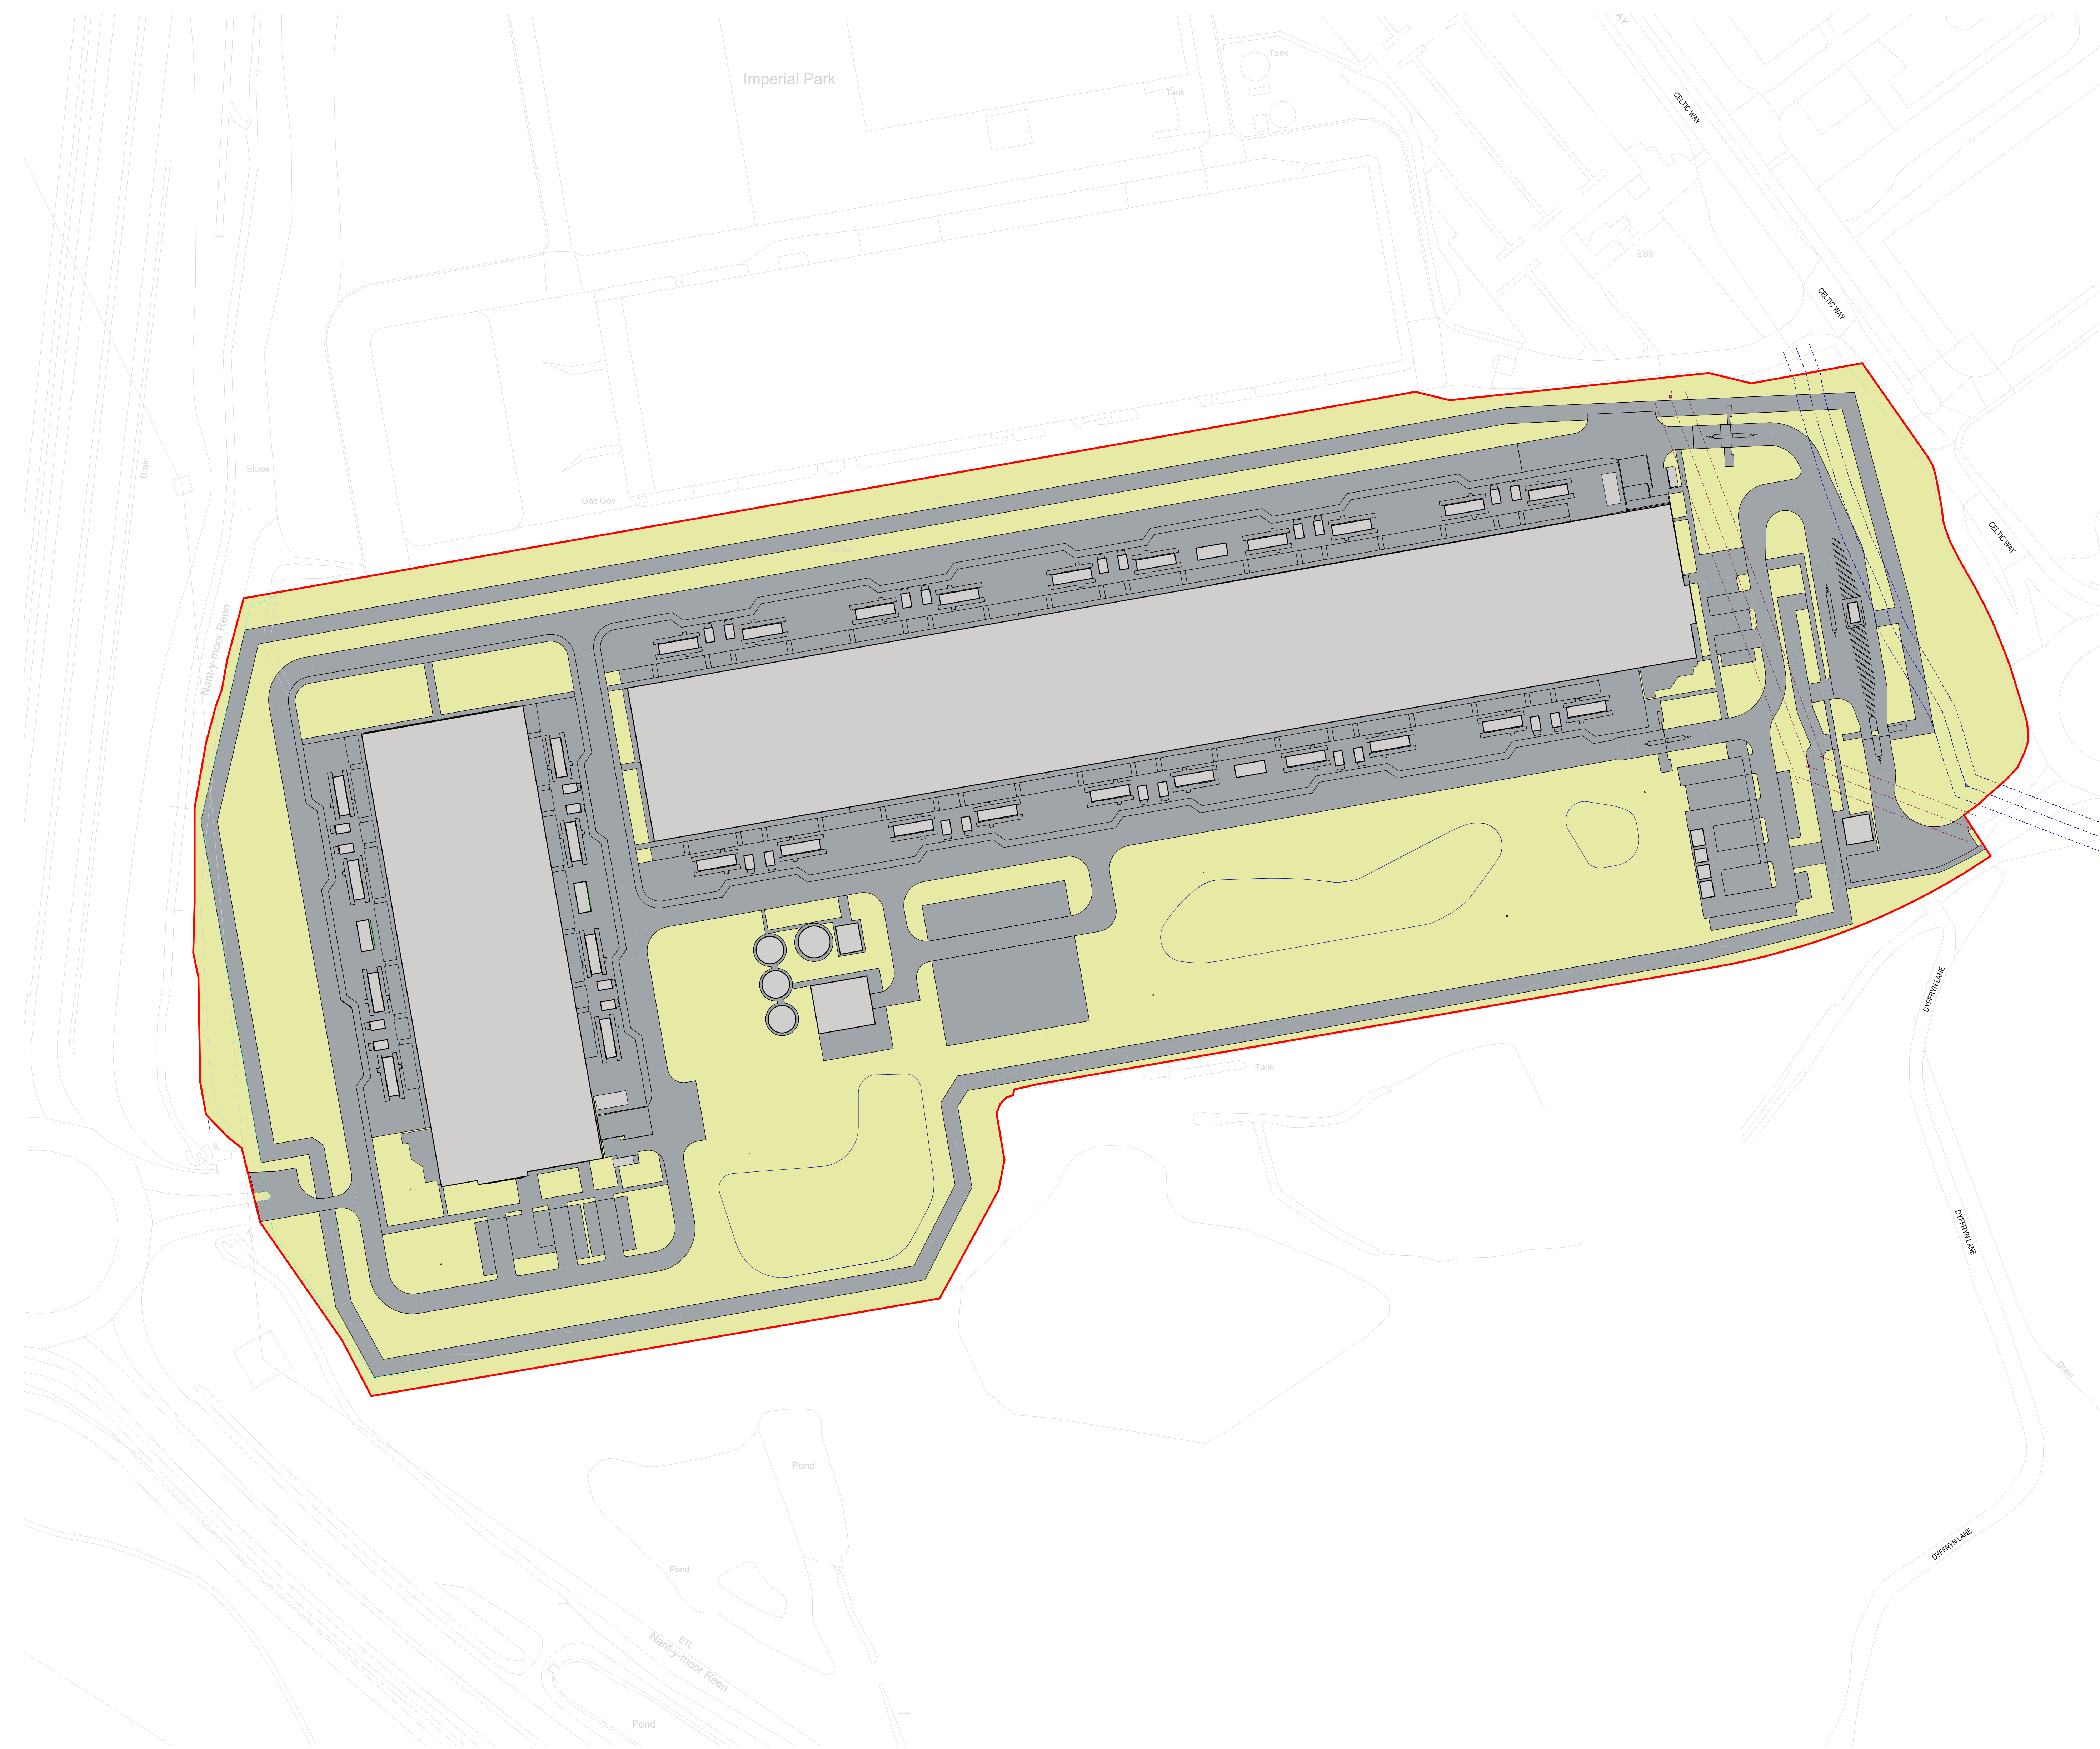 Imperial Park
Tank
Tank
CELTIC WAY
ESS
CELTIC WAY
Drain
Sluice
Gas Gov
CELTIC WAY
Nant-y-moor Reen
Tank
DYFFRYN LANE
DYFFRYN LANE
Drain
Pond
Pond
DYFFRYN LANE
ETL
Nant-y-moor Reen
Pond